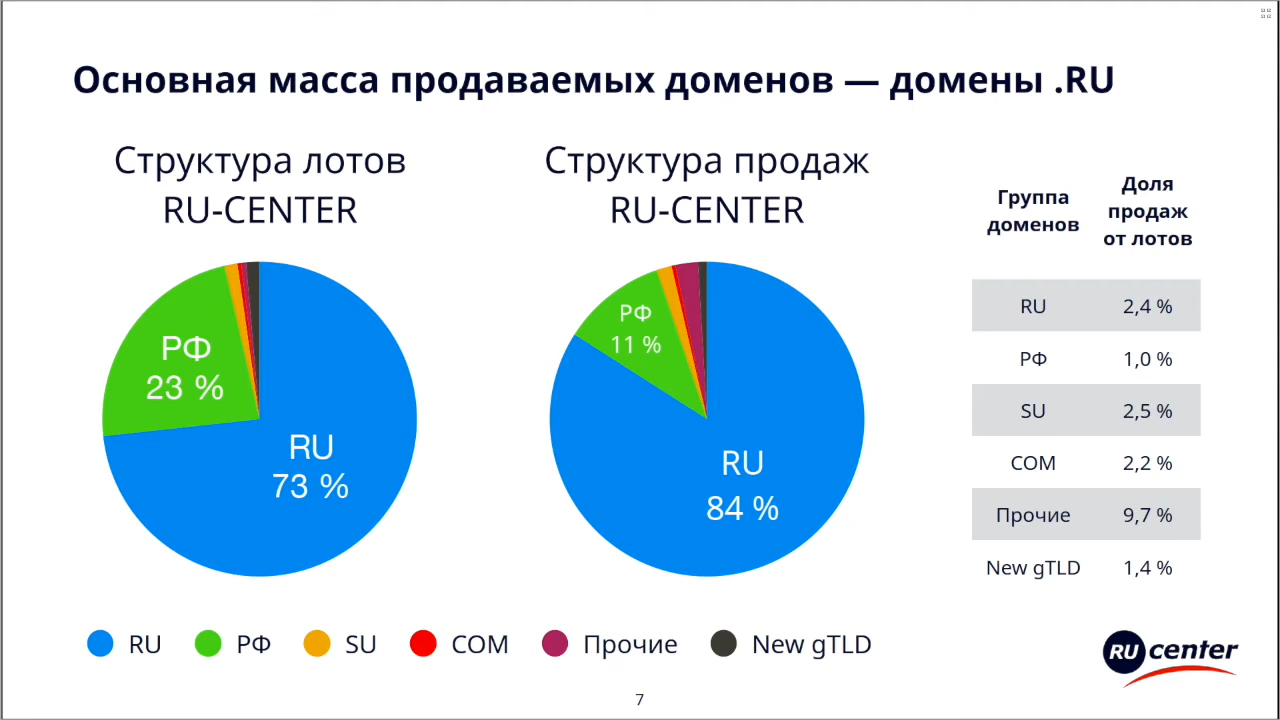 Основная масса продаваемых доменов — домены .RU
Структура лотов
RU-CENTER
РФ
23 %
RU
73 %
Структура продаж
RU-CENTER
РФ
11 %
RU
84 %
Группа
доменов
Доля
продаж
от лотов
RU 2,4 %
РФ 1,0 %
SU 2,5 %
COM 2,2 %
Прочие 9,7 %
New gTLD 1,4 %
RU РФ SU COM Прочие New gTLD
RU center
7